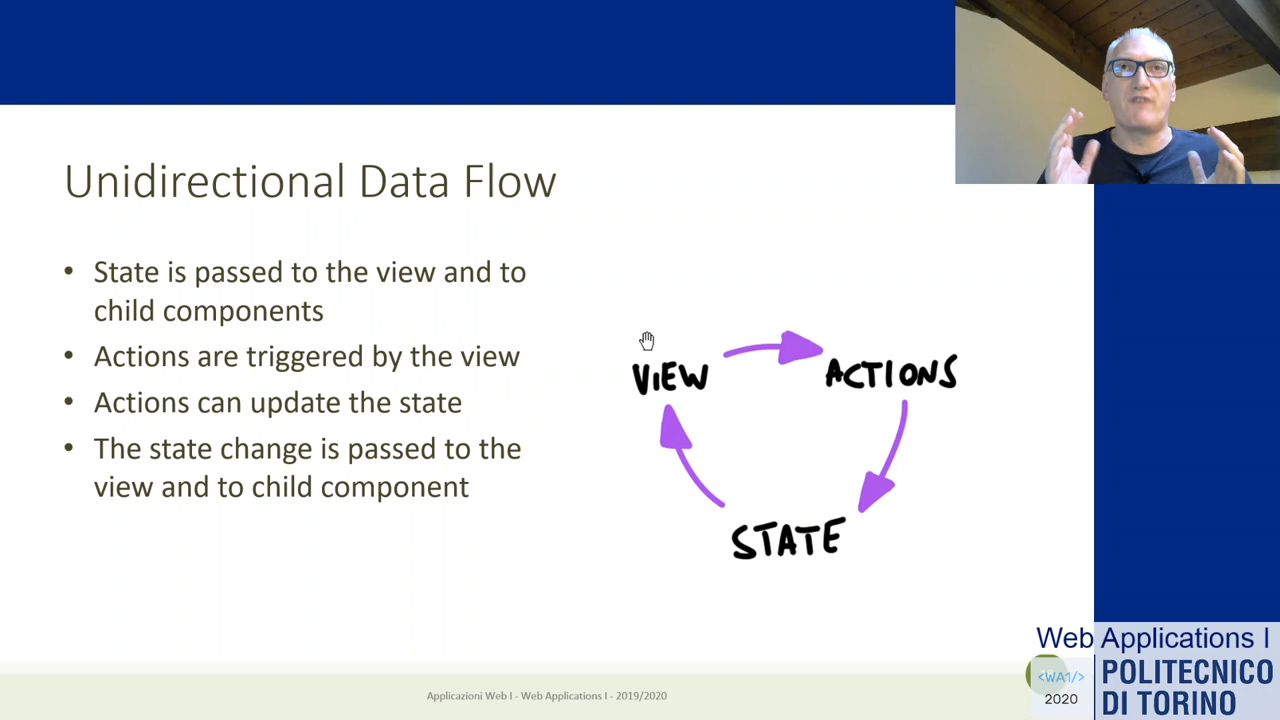 Unidirectional Data Flow
• State is passed to the view and to
child components
• Actions are triggered by the view
• Actions can update the state
• The state change is passed to the
view and to child component
VIEW
ACTIONS
STATE
Applicazioni Web I - Web Applications I - 2019/2020
Web Applications I
<WA1/>
2020
POLITECNICO
DI TORINO